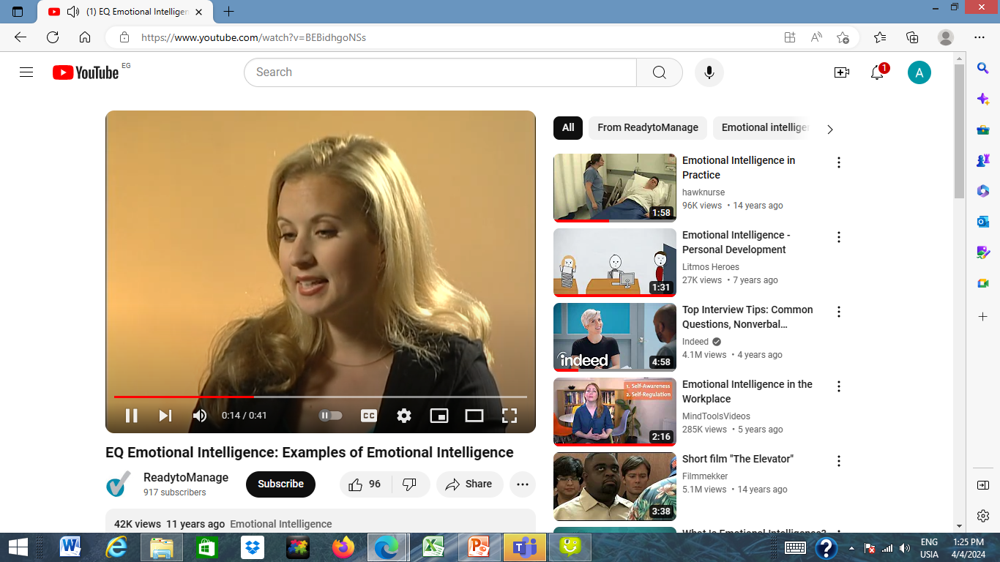 (1) EQ Emotional Intelligen
https://www.youtube.com/watch?v=BEBidhgoNSs
YouTube EG
Search
1
A
All
From ReadytoManage
Emotional intelliger
Emotional Intelligence in
Practice
hawknurse
96K views • 14 years ago
1:58
Emotional Intelligence -
Personal Development
Litmos Heroes
27K views • 7 years ago
1:31
Top Interview Tips: Common
Questions, Nonverbal…
Indeed
4.1M views • 4 years ago
indeed
4:58
Emotional Intelligence in the
Workplace
MindToolsVideos
285K views • 5 years ago
1. Self-Awareness
2. Self-Regulation
2:16
Short film "The Elevator"
Filmmekker
5.1M views • 14 years ago
3:38
What Is Emotional Intelligence?
0:14 / 0:41
CC
EQ Emotional Intelligence: Examples of Emotional Intelligence
ReadytoManage
917 subscribers
Subscribe
96
Share
42K views 11 years ago Emotional Intelligence
ENG
USIA
1:25 PM
4/4/2024